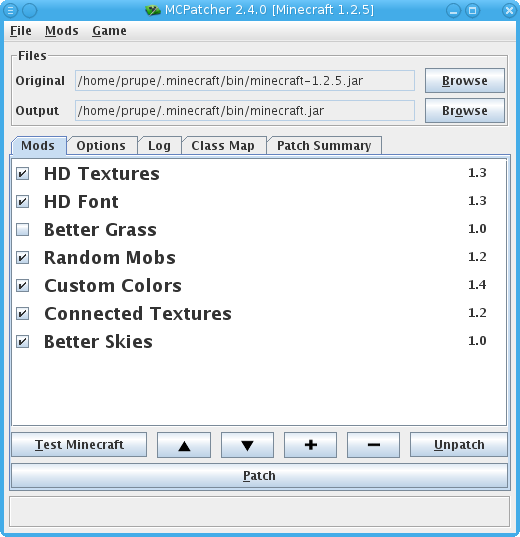 MCPatcher 2.4.0 [Minecraft 1.2.5]
File Mods Game
Files
Original /home/prupe/.minecraft/bin/minecraft-1.2.5.jar Browse
Output /home/prupe/.minecraft/bin/minecraft.jar Browse
Mods Options Log Class Map Patch Summary
HD Textures 1.3
HD Font 1.3
Better Grass 1.0
Random Mobs 1.2
Custom Colors 1.4
Connected Textures 1.2
Better Skies 1.0
Test Minecraft ▲ ▼ + − Unpatch
Patch